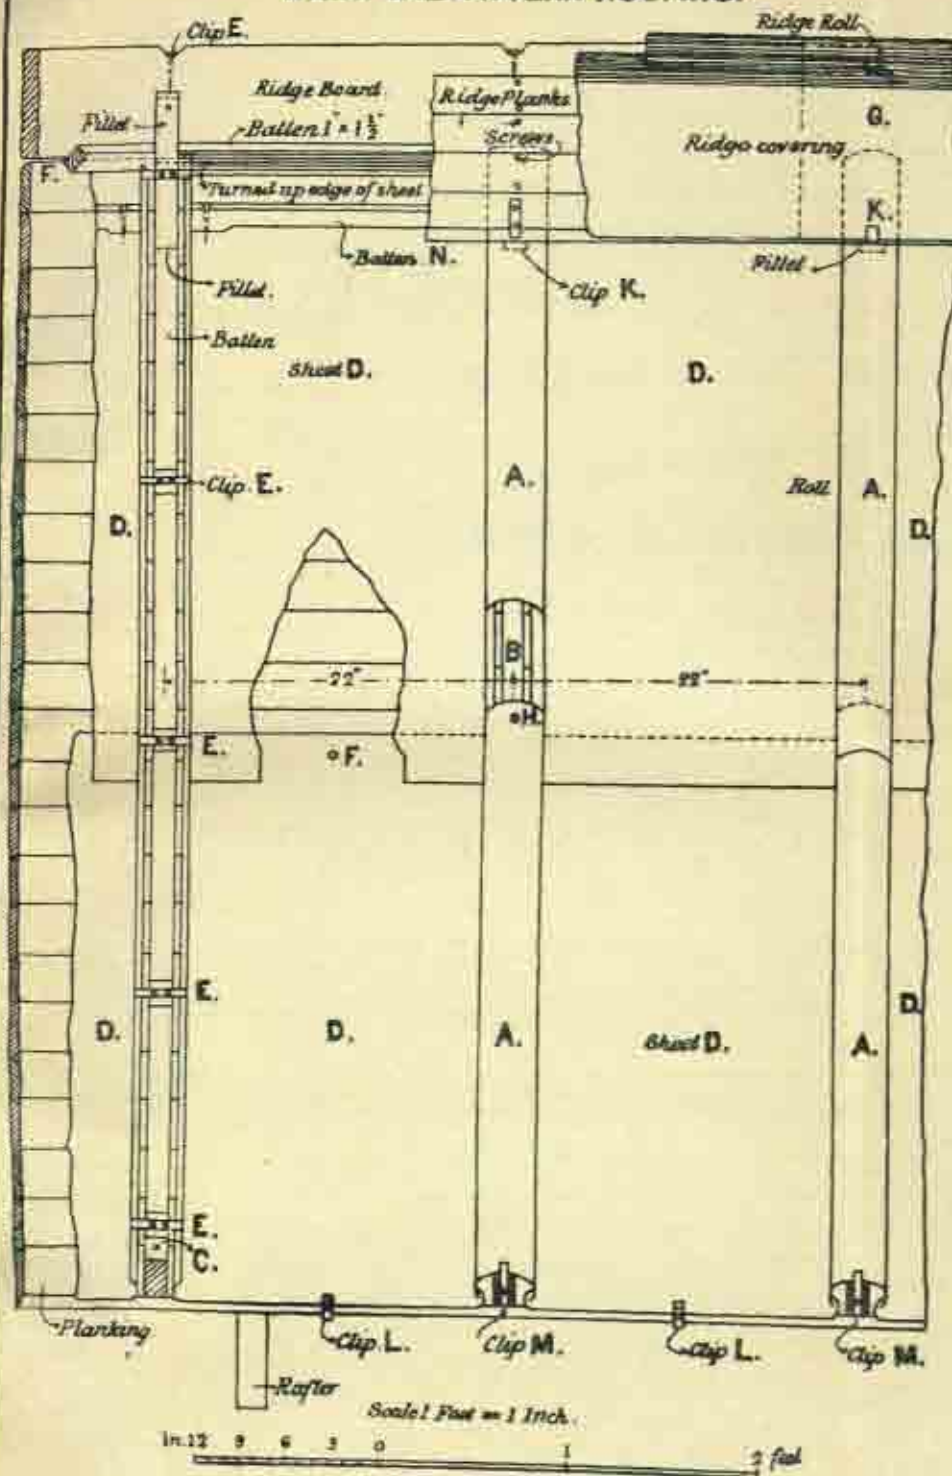 Ridge Roll
Clip E.
Ridge Board
Ridge Planks
G.
Fillet
Batten 1" × 1½"
Screws
Ridge covering
F.
Turned up edge of sheet
K.
Batten N.
Fillet
Fillet.
Clip K.
Batten
Sheet D.
D.
A.
Clip. E.
Roll
A.
D.
D.
B
22"
22"
H.
E.
F.
E.
D.
D.
D.
A.
Sheet D.
A.
E.
C.
Planking
Clip L.
Clip M.
Clip L.
Clip M.
Rafter
Scale 1 Foot = 1 Inch.
In. 12 9 6 3 0 1 2 feet